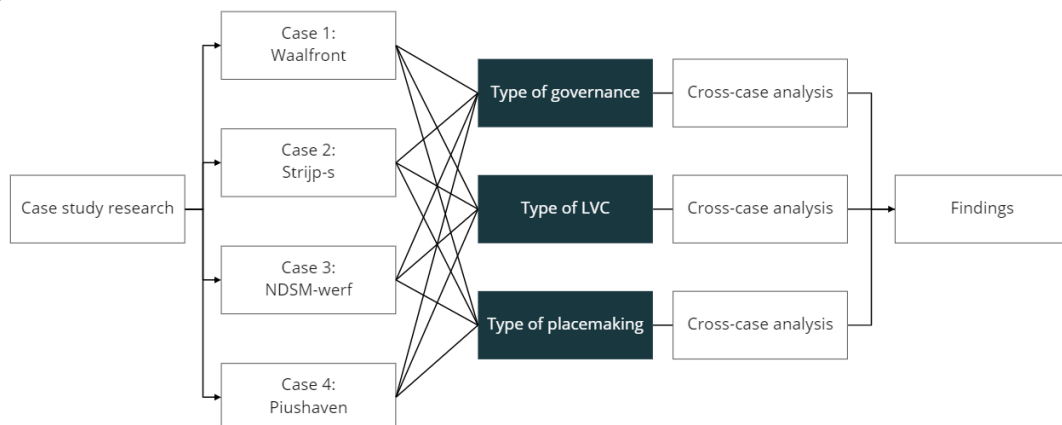 Case study research
Case 1:
Waalfront
Case 2:
Strijp-s
Case 3:
NDSM-werf
Case 4:
Piushaven
Type of governance
Type of LVC
Type of placemaking
Cross-case analysis
Cross-case analysis
Cross-case analysis
Findings